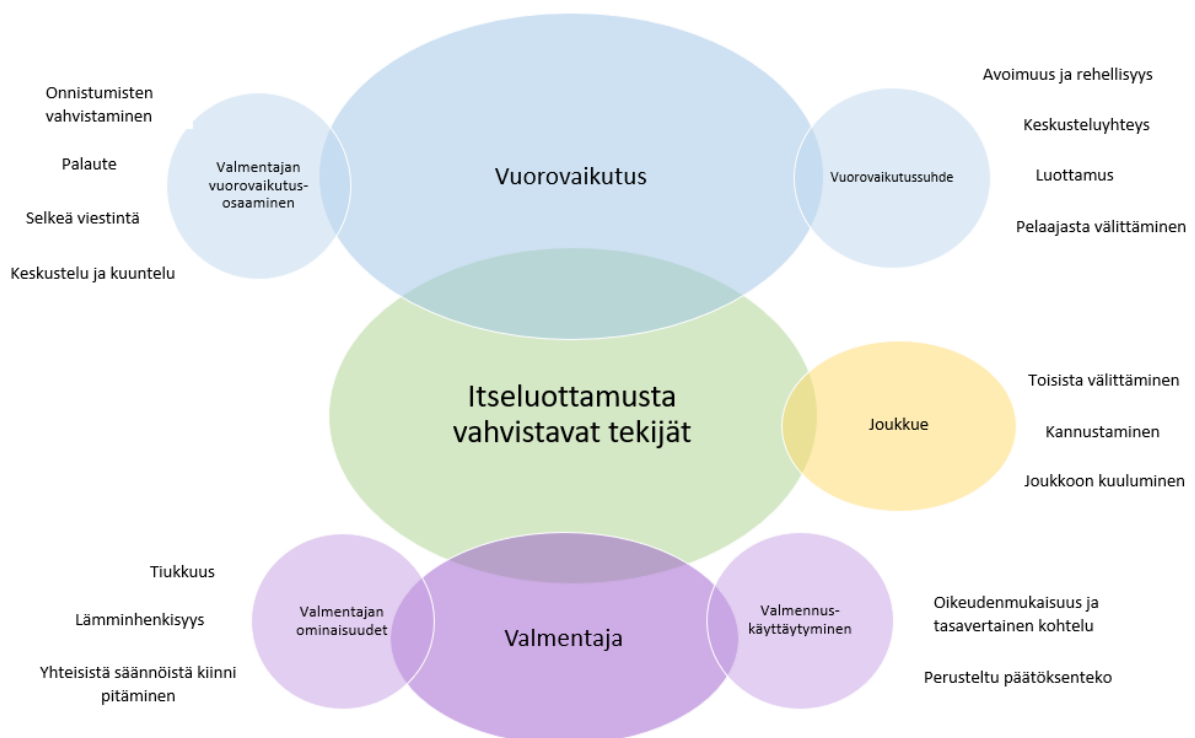 Onnistumisten
vahvistaminen
Palaute
Selkeä viestintä
Keskustelu ja kuuntelu
Valmentajan
vuorovaikutus-
osaaminen
Vuorovaikutus
Vuorovaikutussuhde
Avoimuus ja rehellisyys
Keskusteluyhteys
Luottamus
Pelaajasta välittäminen
Itseluottamusta
vahvistavat tekijät
Joukkue
Toisista välittäminen
Kannustaminen
Joukkoon kuuluminen
Tiukkuus
Lämminhenkisyys
Yhteisistä säännöistä kiinni
pitäminen
Valmentajan
ominaisuudet
Valmentaja
Valmennus-
käyttäytyminen
Oikeudenmukaisuus ja
tasavertainen kohtelu
Perusteltu päätöksenteko